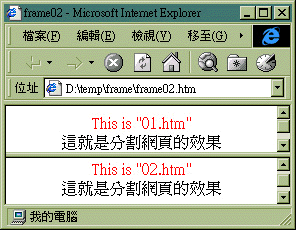 frame02 - Microsoft Internet Explorer
檔案(F) 編輯(E) 檢視(V) 移至(G)
位址 D:\temp\frame\frame02.htm
This is "01.htm"
這就是分割網頁的效果
This is "02.htm"
這就是分割網頁的效果
我的電腦